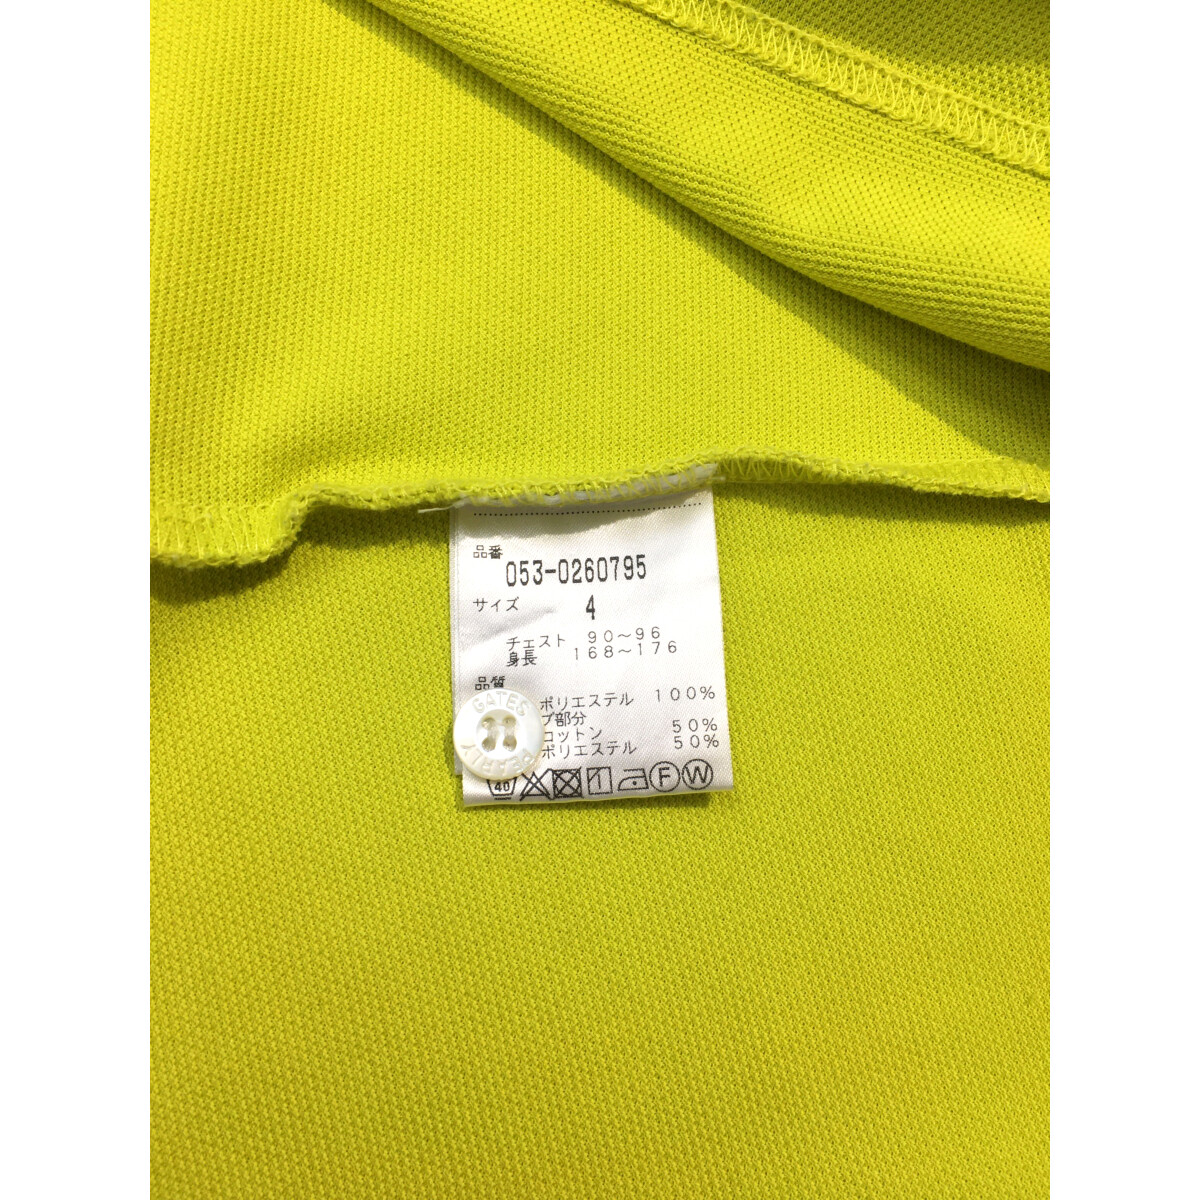 品番
053-0260795
サイズ 4
チェスト 90～96
身長 168～176
品質
ポリエステル 100%
ブ部分
コットン 50%
ポリエステル 50%
GATES
PEARLY
40 1 F W